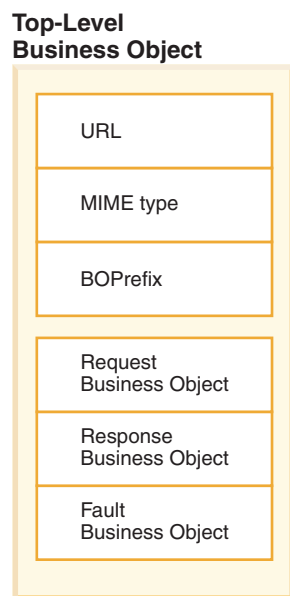 Top-Level
Business Object
URL
MIME type
BOPrefix
Request
Business Object
Response
Business Object
Fault
Business Object